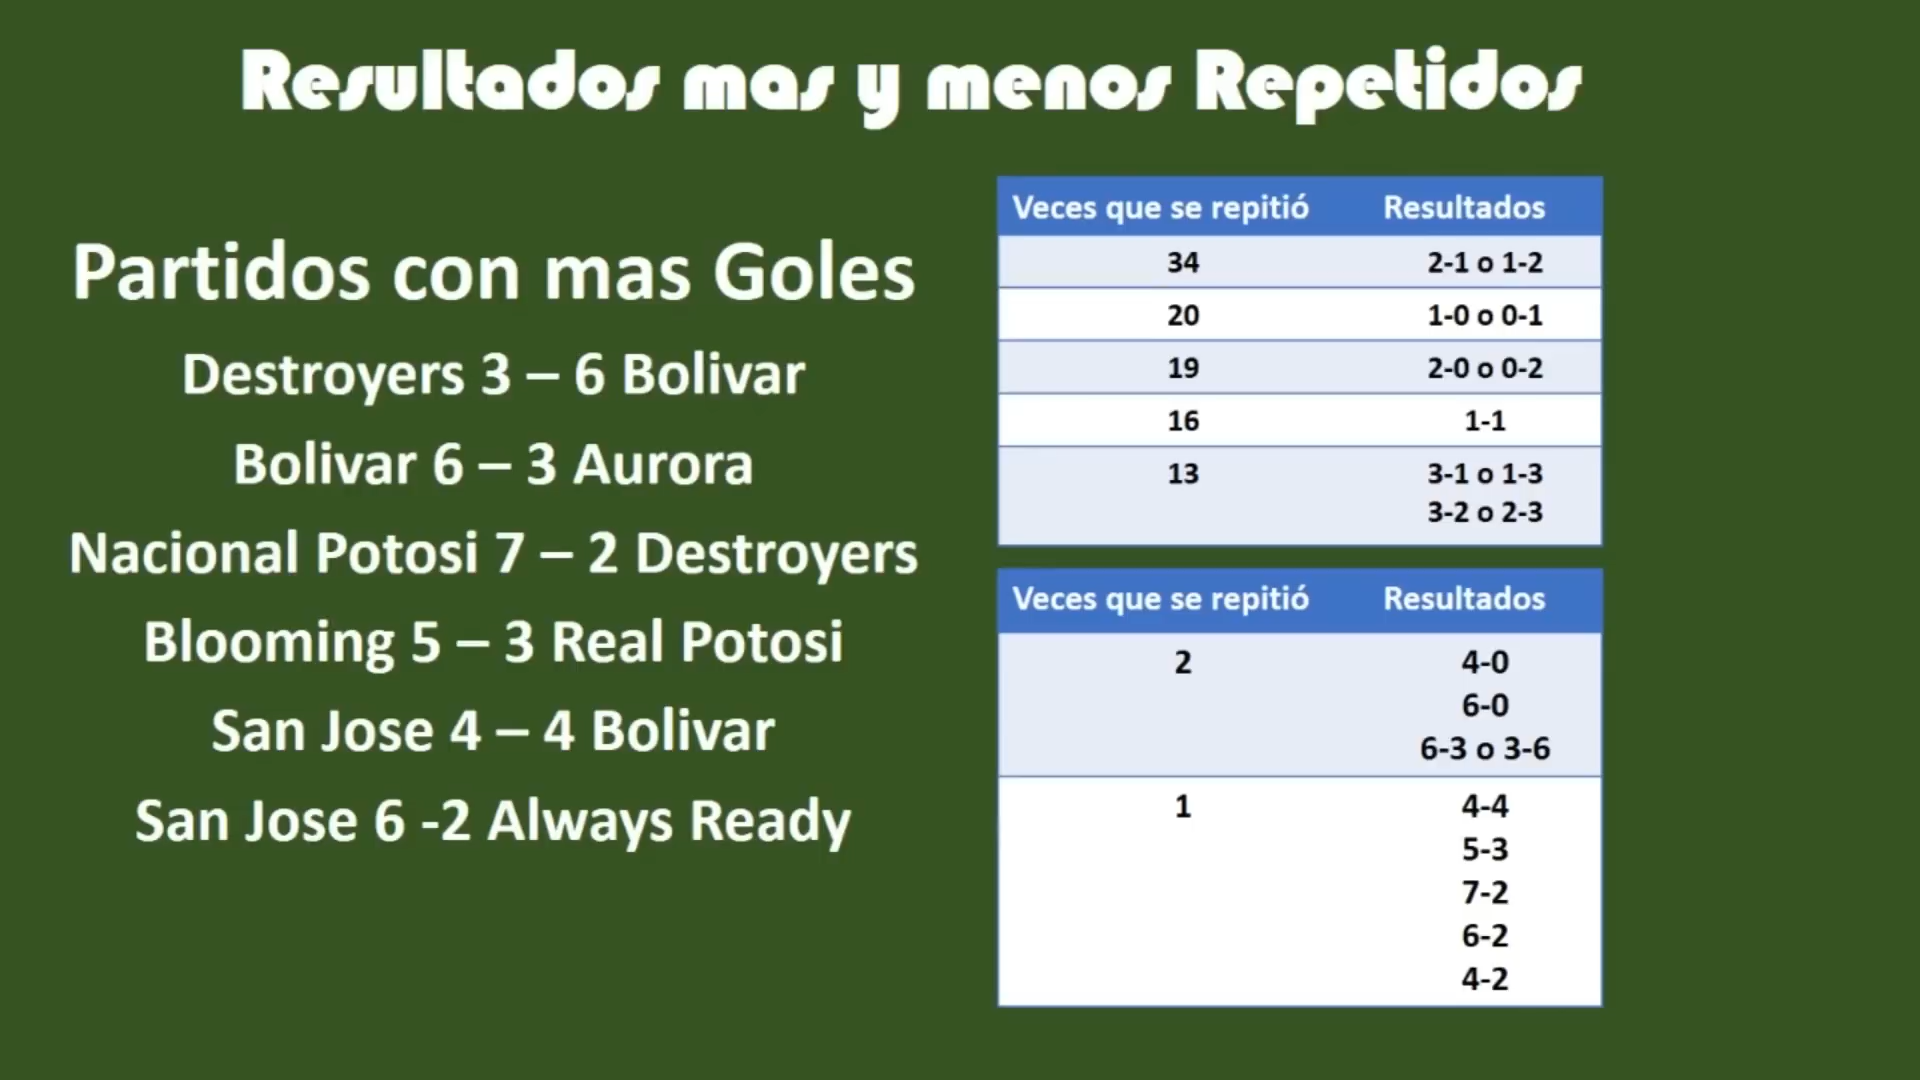 Resultados mas y menos Repetidos
Partidos con mas Goles
Destroyers 3 – 6 Bolivar
Bolivar 6 – 3 Aurora
Nacional Potosi 7 – 2 Destroyers
Blooming 5 – 3 Real Potosi
San Jose 4 – 4 Bolivar
San Jose 6 -2 Always Ready
Veces que se repitió Resultados
34 2-1 o 1-2
20 1-0 o 0-1
19 2-0 o 0-2
16 1-1
13 3-1 o 1-3
3-2 o 2-3
Veces que se repitió Resultados
2 4-0
6-0
6-3 o 3-6
1 4-4
5-3
7-2
6-2
4-2